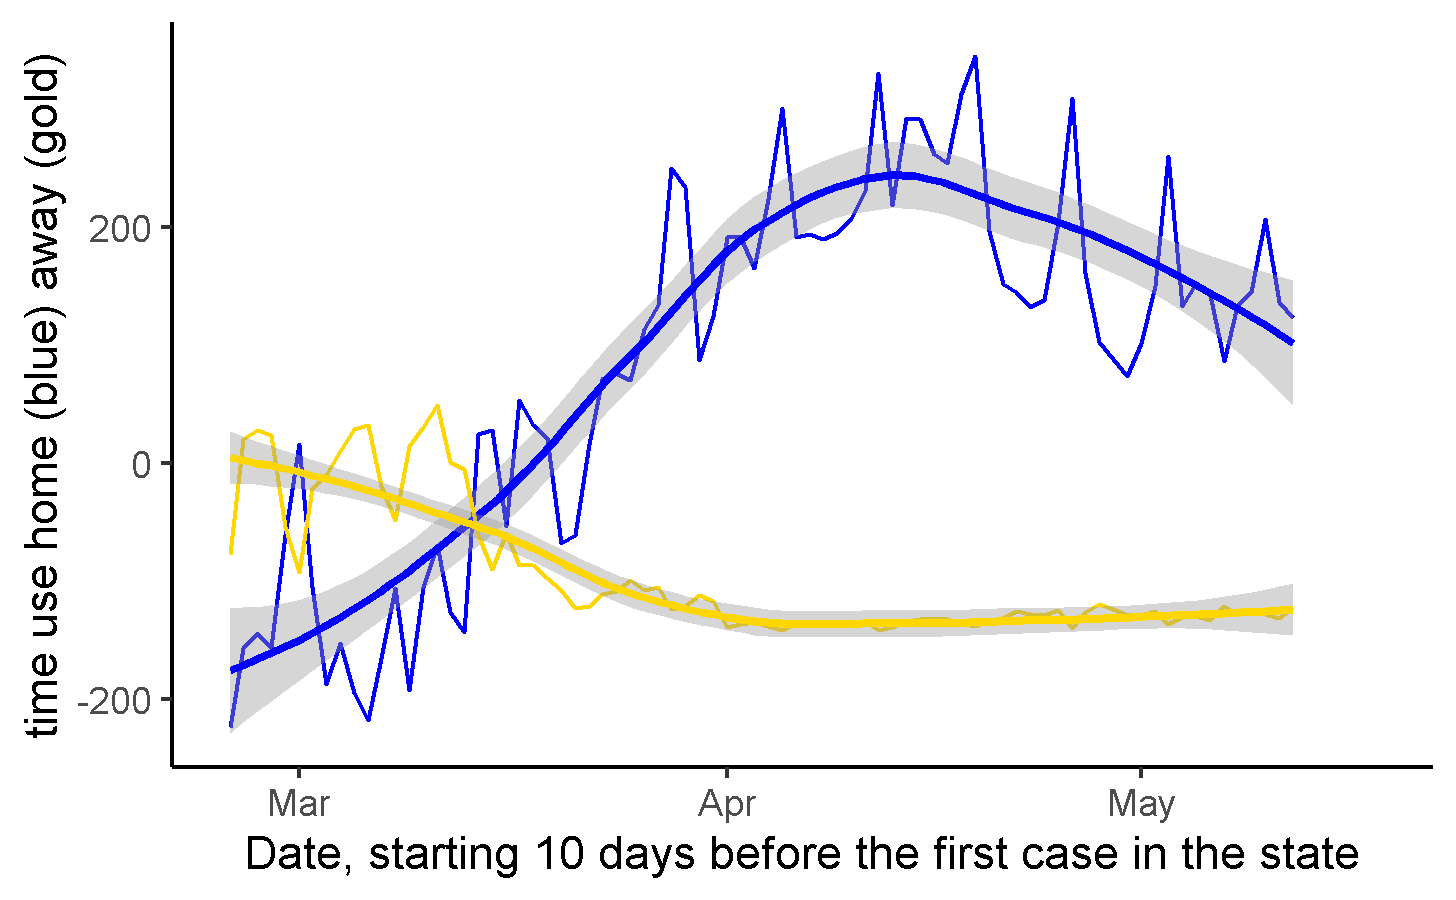 time use home (blue) away (gold)
200
0
-200
Mar
Apr
May
Date, starting 10 days before the first case in the state